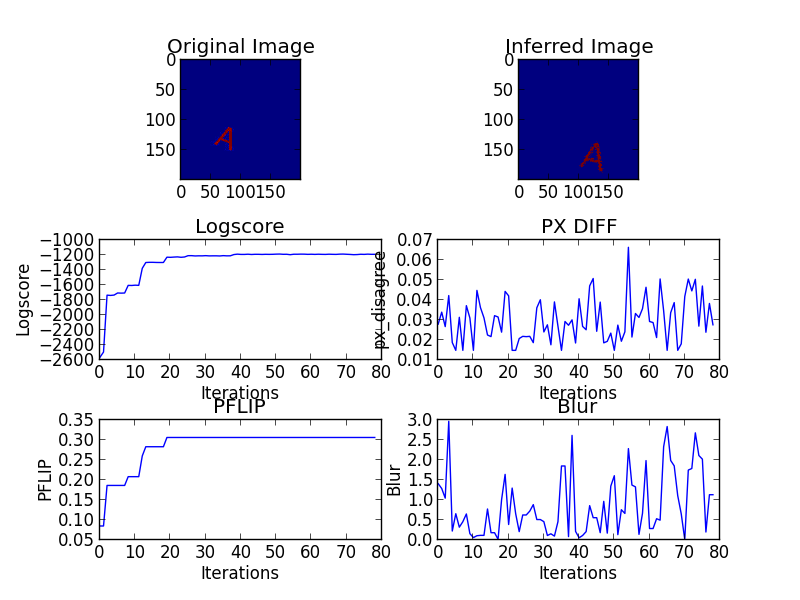 Original Image
Inferred Image
0
50
100
150
0 50 100 150
A
0
50
100
150
0 50 100 150
A
Logscore
−1000
−1200
−1400
−1600
−1800
−2000
−2200
−2400
−2600
Logscore
0 10 20 30 40 50 60 70 80
Iterations
PX DIFF
0.07
0.06
0.05
0.04
0.03
0.02
0.01
px_disagree
0 10 20 30 40 50 60 70 80
Iterations
PFLIP
0.35
0.30
0.25
0.20
0.15
0.10
0.05
PFLIP
0 10 20 30 40 50 60 70 80
Iterations
Blur
3.0
2.5
2.0
1.5
1.0
0.5
0.0
Blur
0 10 20 30 40 50 60 70 80
Iterations